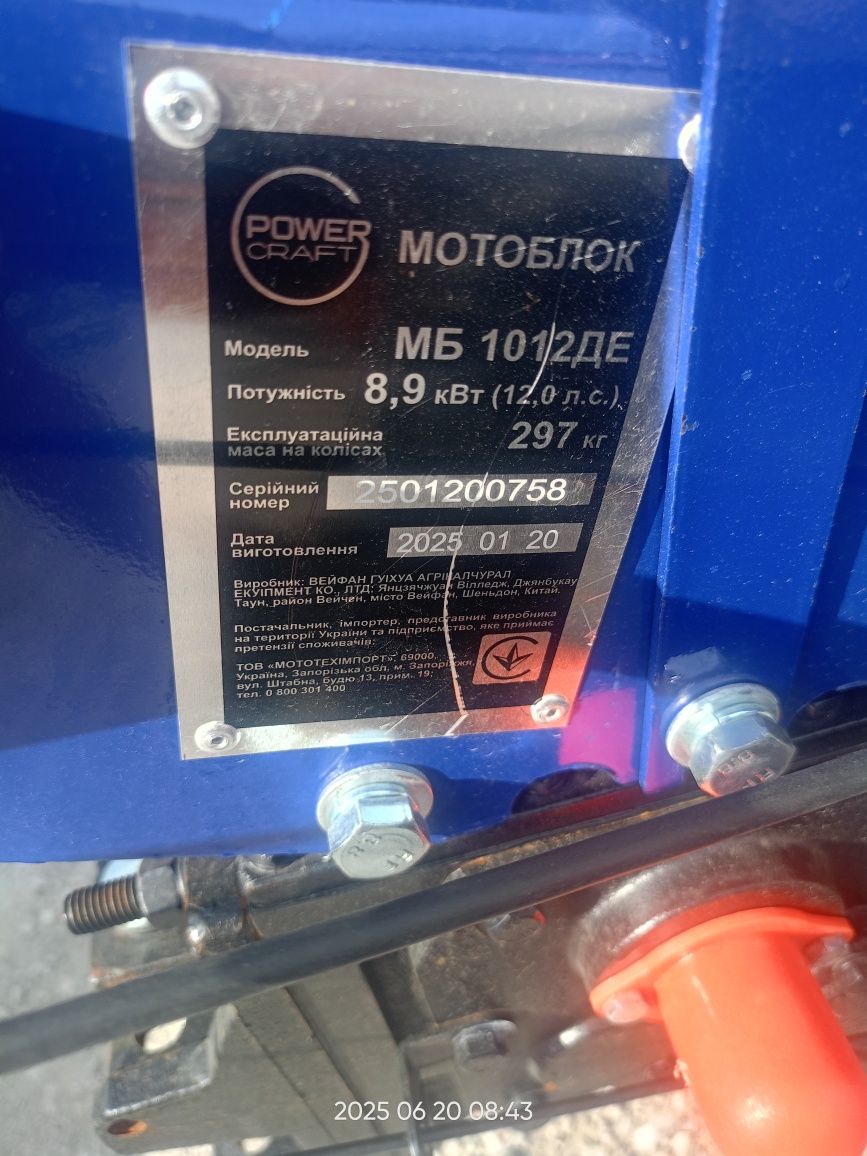 POWER
CRAFT
МОТОБЛОК
Модель МБ 1012ДЕ
Потужність 8,9 кВт (12,0 л.с.)
Експлуатаційна
маса на колісах 297 кг
Серійний
номер 2501200758
Дата
виготовлення 2025 01 20
Виробник: ВЕЙФАН ГУІХУА АГРІКАЛЧУРАЛ
ЕКУІПМЕНТ КО., ЛТД: Янцзячжуан Вілледж, Джянбукау
Таун, район Вейчен, місто Вейфан, Шеньдон, Китай.
Постачальник, імпортер, представник виробника
на території України та підприємство, яке приймає
претензії споживачів:
ТОВ «МОТОТЕХІМПОРТ», 69000,
Україна, Запорізька обл, м. Запоріжжя,
вул. Штабна, будю 13, прим. 19;
тел. 0 800 301 400
8.8
2025 06 20 08:43